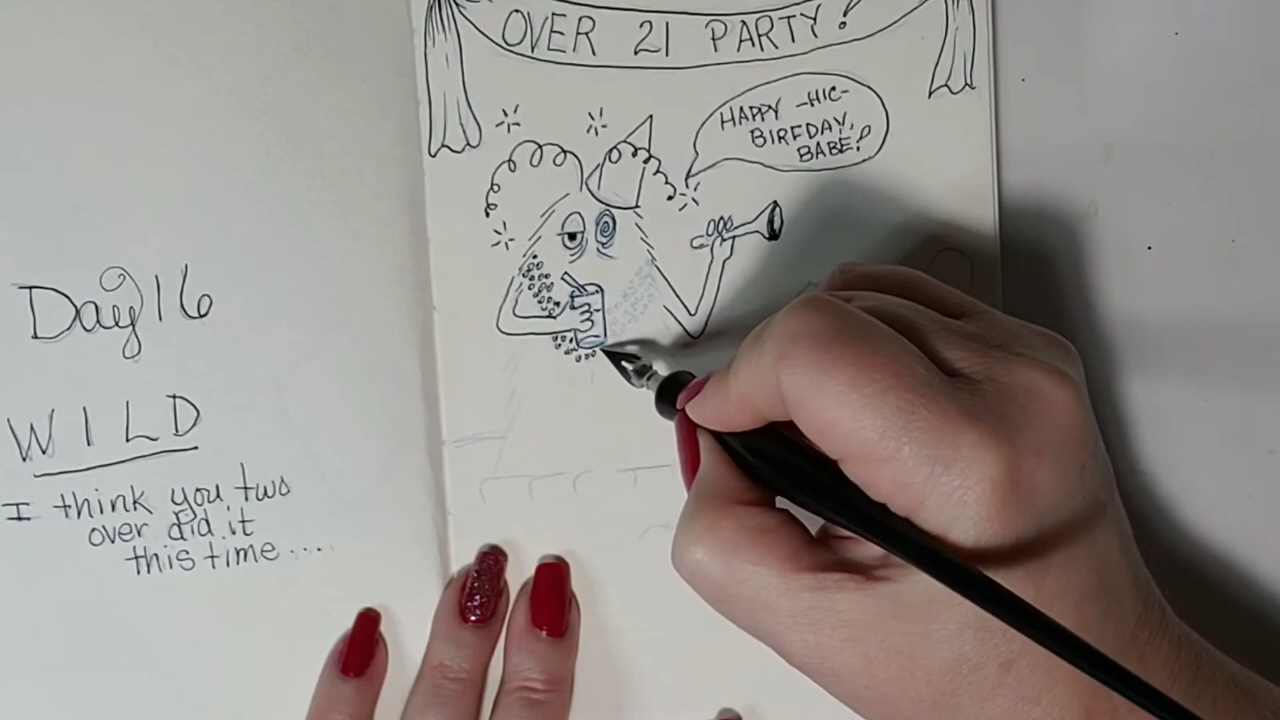 Day 16
WILD
I think you two
over did it
this time....
OVER 21 PARTY!
HAPPY -HIC-
BIRFDAY,
BABE!